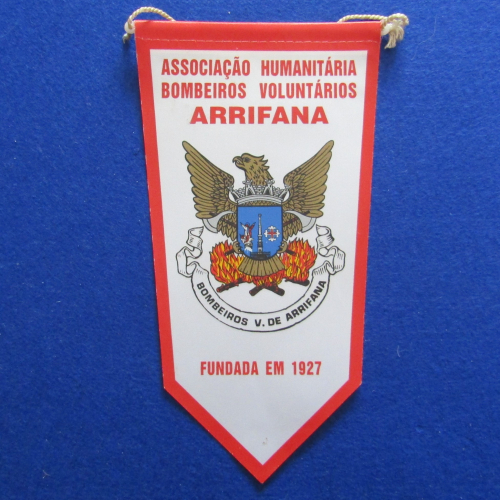 ASSOCIAÇÃO HUMANITÁRIA
BOMBEIROS VOLUNTÁRIOS
ARRIFANA
BOMBEIROS V. DE ARRIFANA
FUNDADA EM 1927